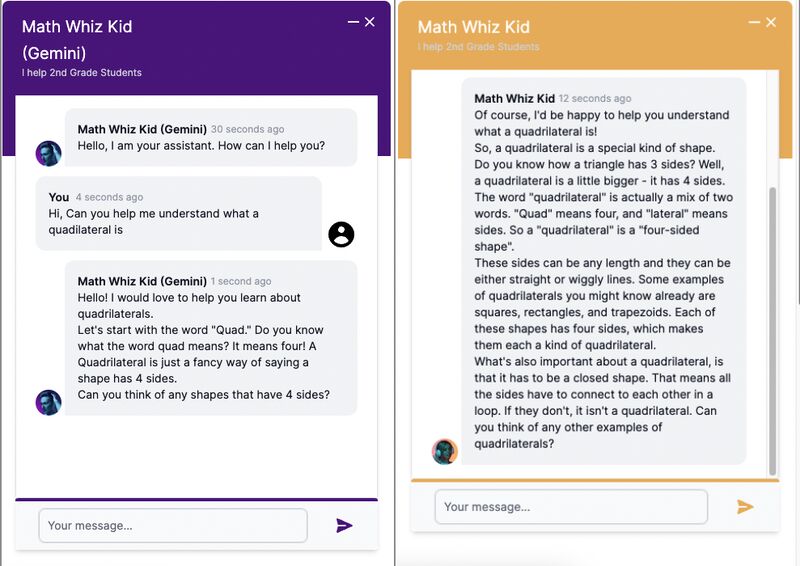 Math Whiz Kid
(Gemini)
I help 2nd Grade Students
Math Whiz Kid (Gemini) 30 seconds ago
Hello, I am your assistant. How can I help you?
You 4 seconds ago
Hi, Can you help me understand what a
quadilateral is
Math Whiz Kid (Gemini) 1 second ago
Hello! I would love to help you learn about
quadrilaterals.
Let's start with the word "Quad." Do you know
what the word quad means? It means four! A
Quadrilateral is just a fancy way of saying a
shape has 4 sides.
Can you think of any shapes that have 4 sides?
Your message...
Math Whiz Kid
I help 2nd Grade Students
Math Whiz Kid 12 seconds ago
Of course, I'd be happy to help you understand
what a quadrilateral is!
So, a quadrilateral is a special kind of shape.
Do you know how a triangle has 3 sides? Well,
a quadrilateral is a little bigger - it has 4 sides.
The word "quadrilateral" is actually a mix of two
words. "Quad" means four, and "lateral" means
sides. So a "quadrilateral" is a "four-sided
shape".
These sides can be any length and they can be
either straight or wiggly lines. Some examples
of quadrilaterals you might know already are
squares, rectangles, and trapezoids. Each of
these shapes has four sides, which makes
them each a kind of quadrilateral.
What's also important about a quadrilateral, is
that it has to be a closed shape. That means all
the sides have to connect to each other in a
loop. If they don't, it isn't a quadrilateral. Can
you think of any other examples of
quadrilaterals?
Your message...